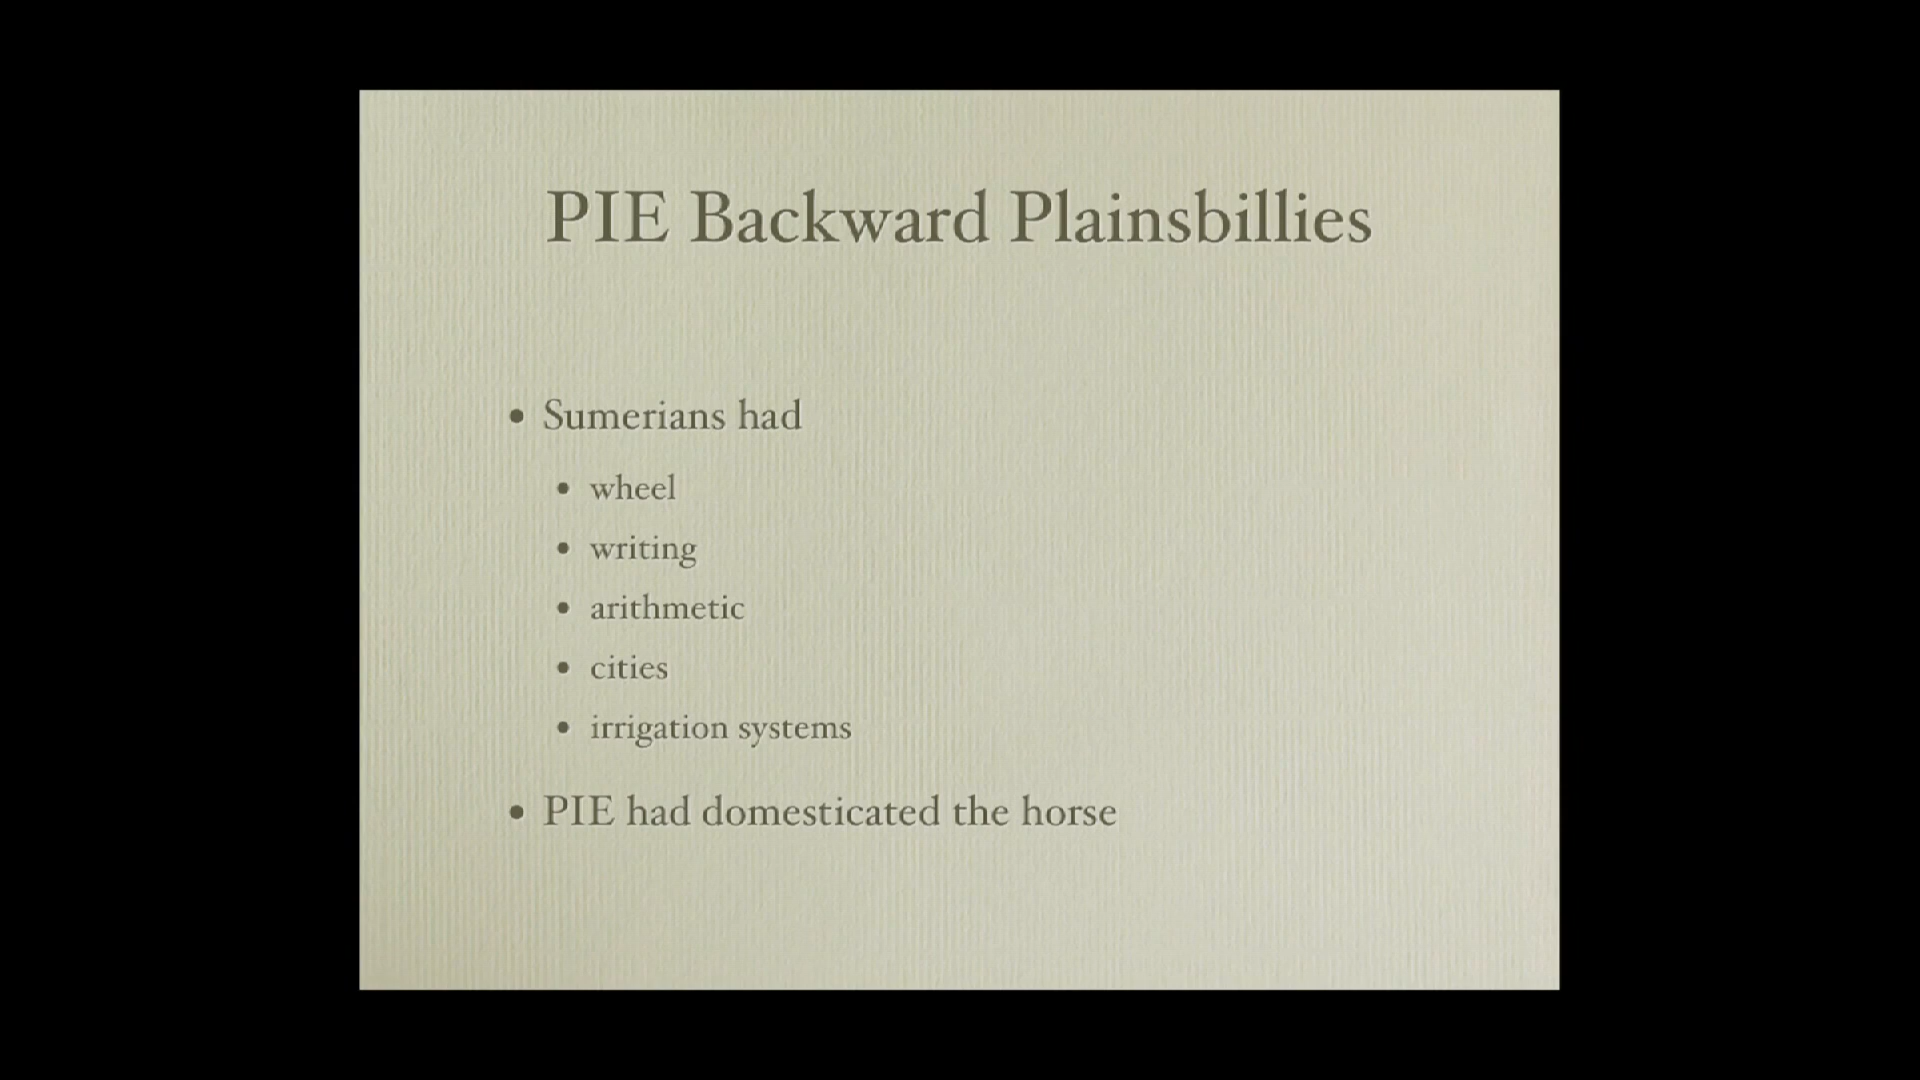 PIE Backward Plainsbillies
• Sumerians had
• wheel
• writing
• arithmetic
• cities
• irrigation systems
• PIE had domesticated the horse